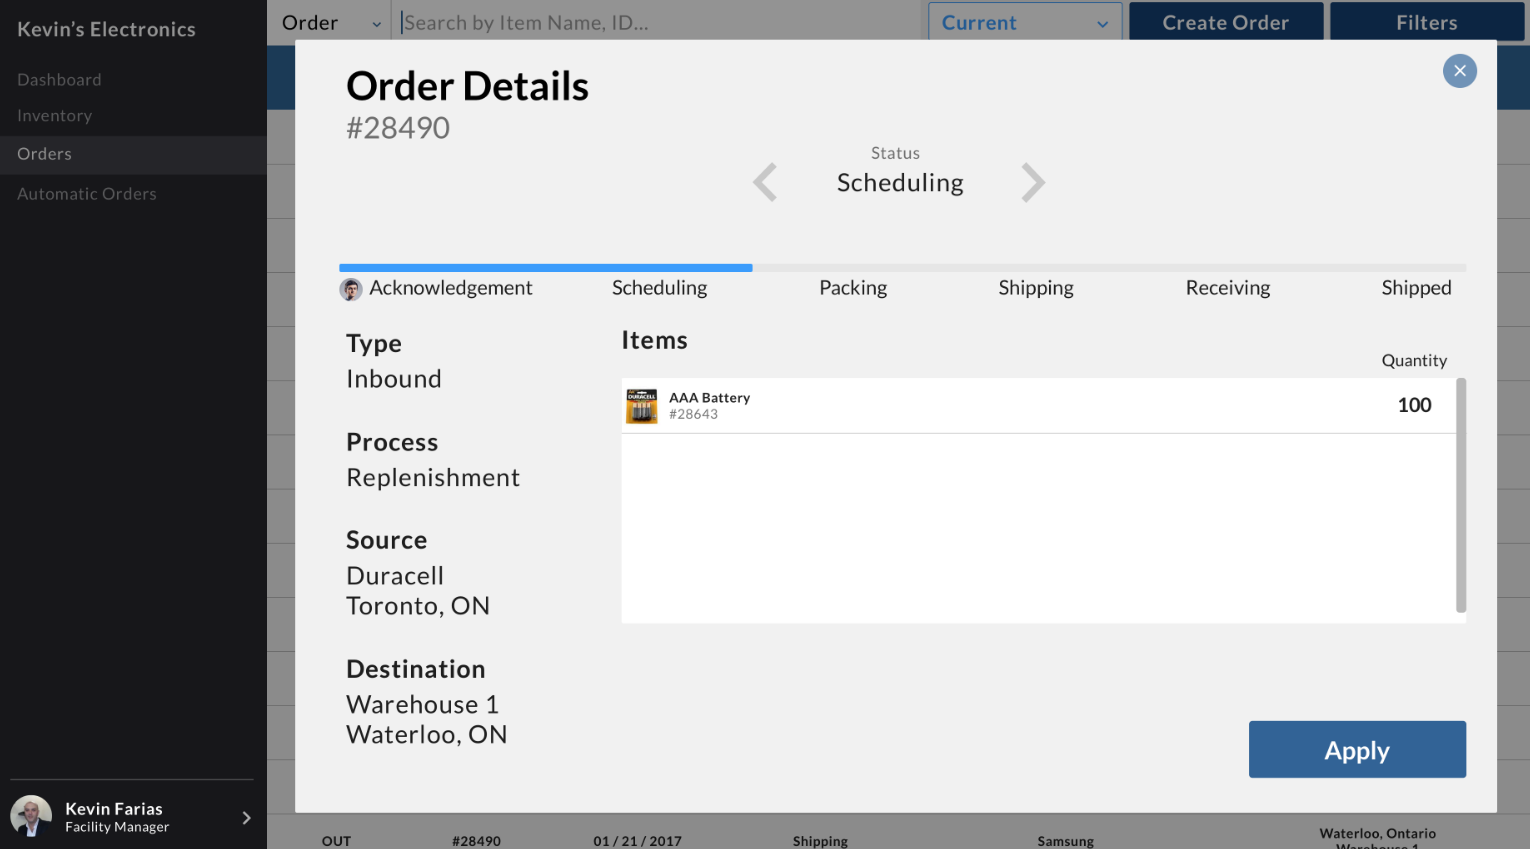 Kevin’s Electronics
Dashboard
Inventory
Orders
Automatic Orders
Kevin Farias
Facility Manager
Order
Search by Item Name, ID...
Current
Create Order
Filters
Order Details
#28490
Status
Scheduling
Acknowledgement Scheduling Packing Shipping Receiving Shipped
Type
Inbound
Process
Replenishment
Source
Duracell
Toronto, ON
Destination
Warehouse 1
Waterloo, ON
Items
Quantity
DURACELL
AAA Battery
#28643
100
Apply
OUT #28490 01 / 21 / 2017 Shipping Samsung Waterloo, Ontario
Warehouse 1